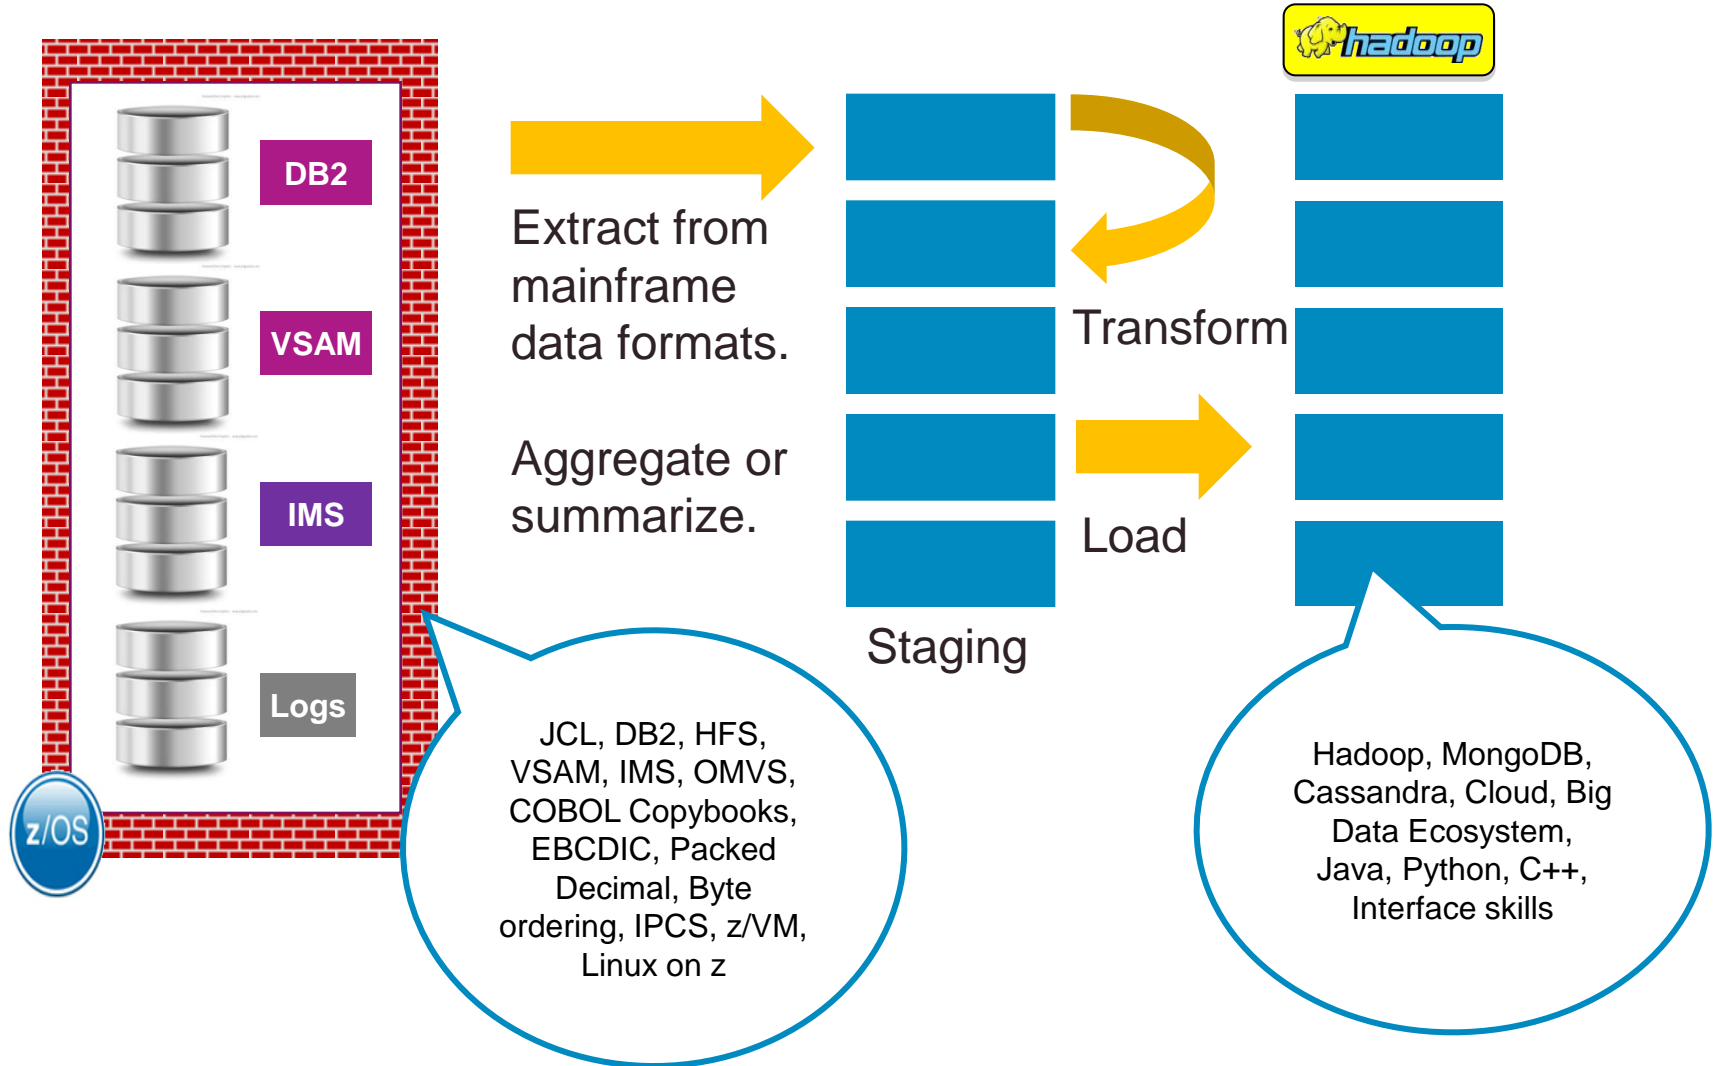 hadoop
DB2
VSAM
IMS
Logs
z/OS
Extract from
mainframe
data formats.
Aggregate or
summarize.
Transform
Load
Staging
JCL, DB2, HFS,
VSAM, IMS, OMVS,
COBOL Copybooks,
EBCDIC, Packed
Decimal, Byte
ordering, IPCS, z/VM,
Linux on z
Hadoop, MongoDB,
Cassandra, Cloud, Big
Data Ecosystem,
Java, Python, C++,
Interface skills